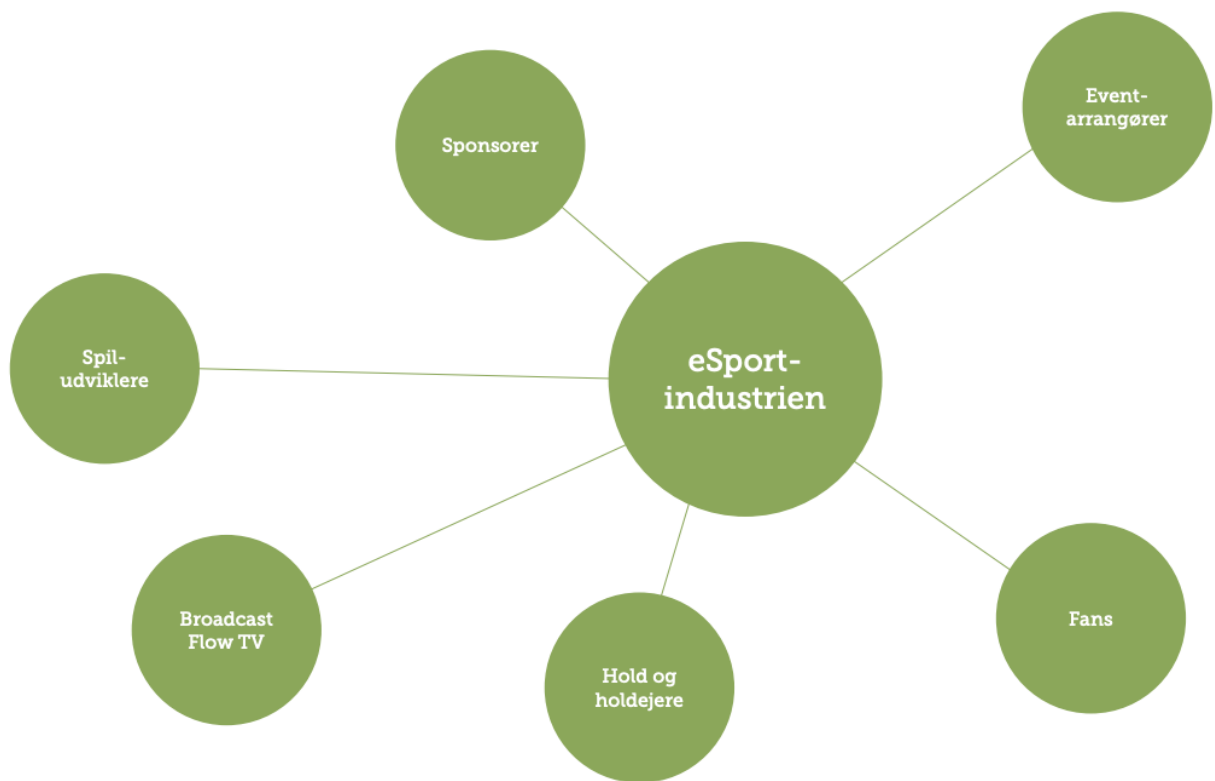 Event-
arrangører
Sponsorer
eSport-
industrien
Spil-
udviklere
Broadcast
Flow TV
Hold og
holdejere
Fans